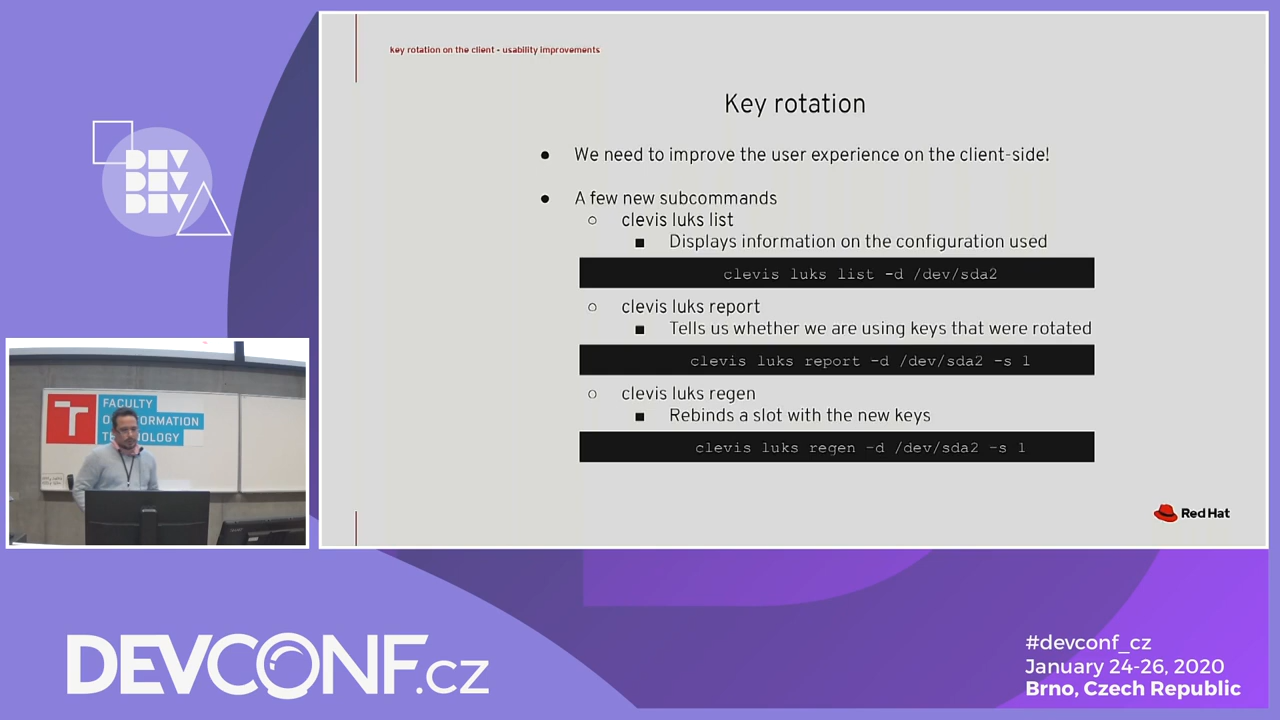 key rotation on the client - usability improvements
Key rotation
● We need to improve the user experience on the client-side!
● A few new subcommands
○ clevis luks list
■ Displays information on the configuration used
clevis luks list -d /dev/sda2
○ clevis luks report
■ Tells us whether we are using keys that were rotated
clevis luks report -d /dev/sda2 -s 1
○ clevis luks regen
■ Rebinds a slot with the new keys
clevis luks regen -d /dev/sda2 -s 1
Red Hat
DEV
DEV
DEV
FACULTY
OF INFORMATION
TECHNOLOGY
DEVCONF.cz
#devconf_cz
January 24-26, 2020
Brno, Czech Republic